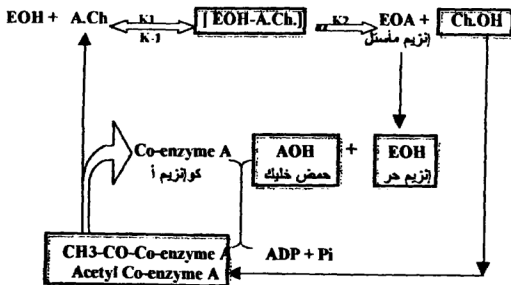 EOH + A.Ch K1 [EOH-A.Ch.] K2 EOA + Ch.OH
K-1
إنزيم مأستل
Co-enzyme A AOH + EOH
كوإنزيم أ حمض خليك إنزيم حر
CH3-CO-Co-enzyme A ADP + Pi
Acetyl Co-enzyme A